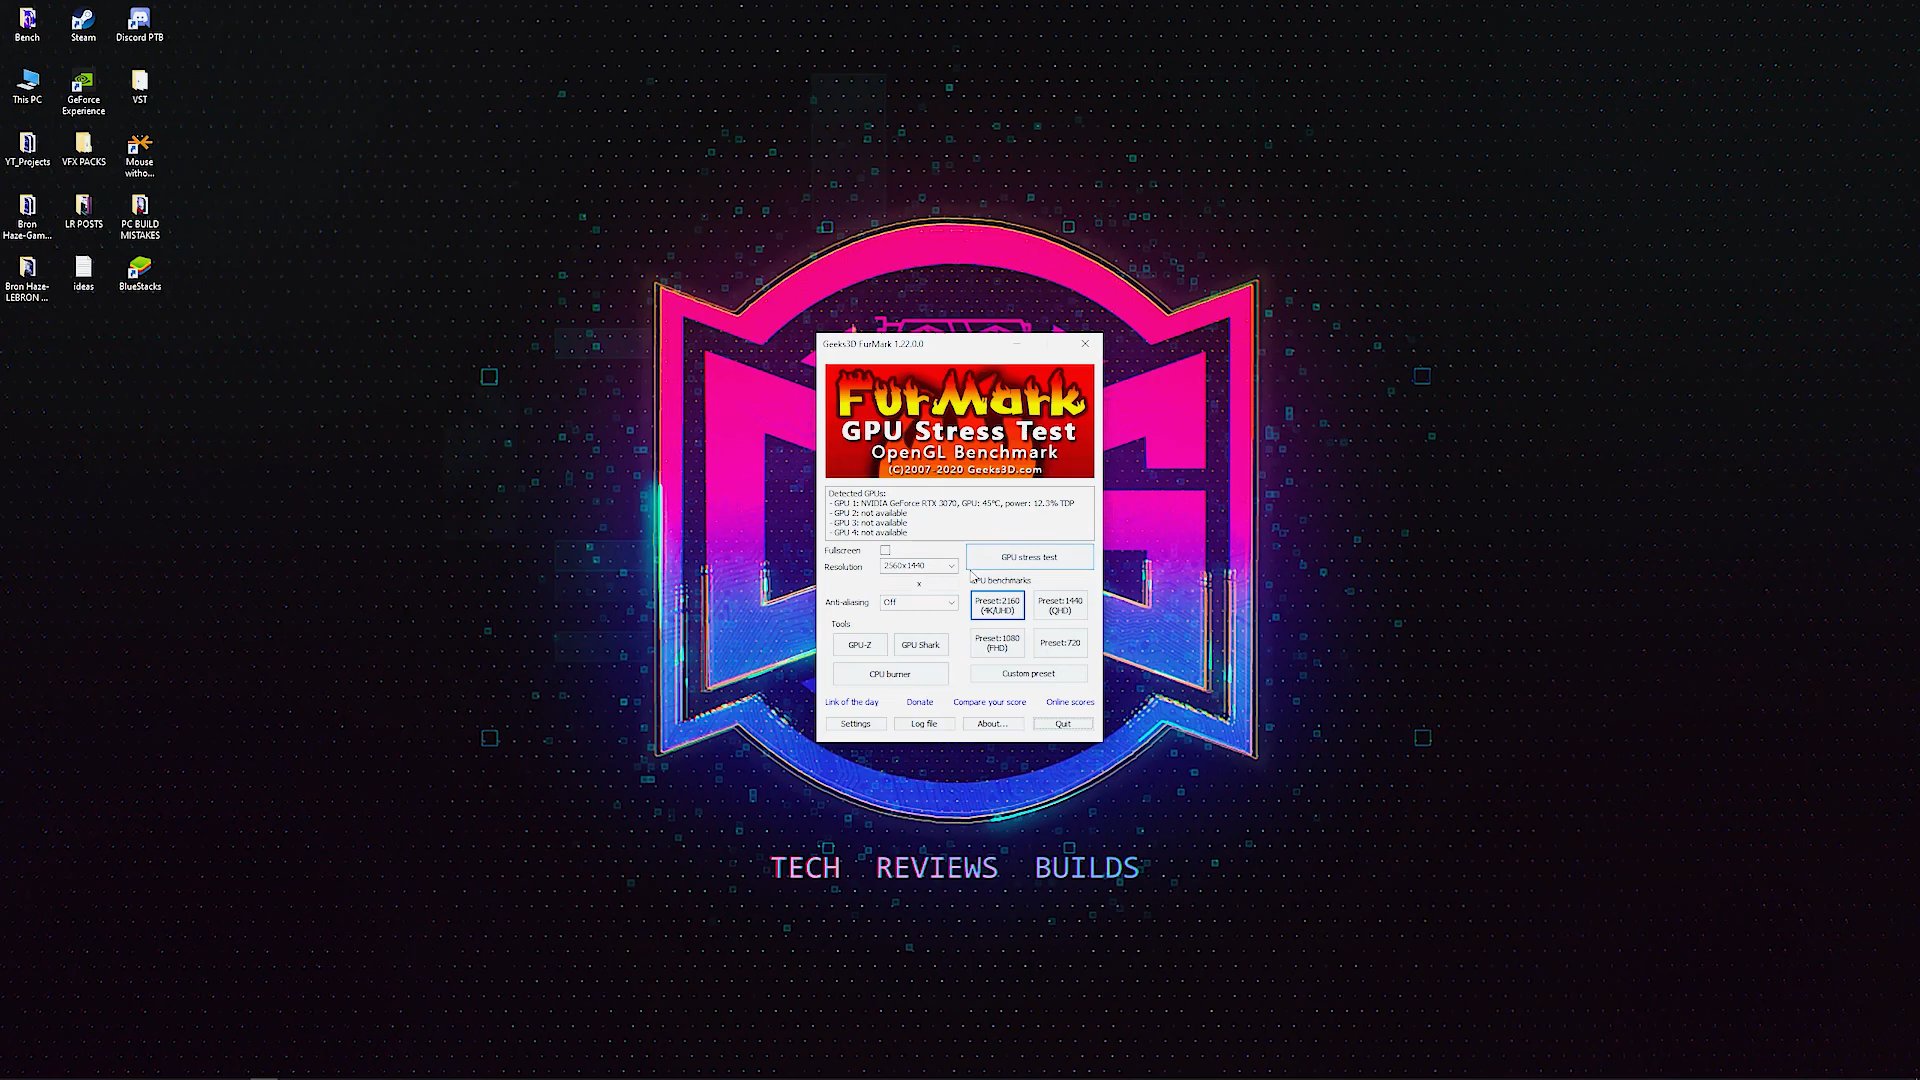 Bench
Steam
Discord PTB
This PC
GeForce
Experience
VST
YT_Projects
VFX PACKS
Mouse
witho...
Bron
Haze-Gam...
LR POSTS
PC BUILD
MISTAKES
Bron Haze-
LEBRON ...
ideas
BlueStacks
Geeks3D FurMark 1.22.0.0
FurMark
GPU Stress Test
OpenGL Benchmark
(C)2007-2020 Geeks3D.com
Detected GPUs:
- GPU 1: NVIDIA GeForce RTX 3070, GPU: 45°C, power: 12.3% TDP
- GPU 2: not available
- GPU 3: not available
- GPU 4: not available
Fullscreen
GPU stress test
Resolution
2560x1440
x
benchmarks
Anti-aliasing
Off
Preset:2160
(4K/UHD)
Preset:1440
(QHD)
Tools
GPU-Z
GPU Shark
Preset:1080
(FHD)
Preset:720
CPU burner
Custom preset
Link of the day
Donate
Compare your score
Online scores
Settings
Log file
About...
Quit
TECH REVIEWS BUILDS